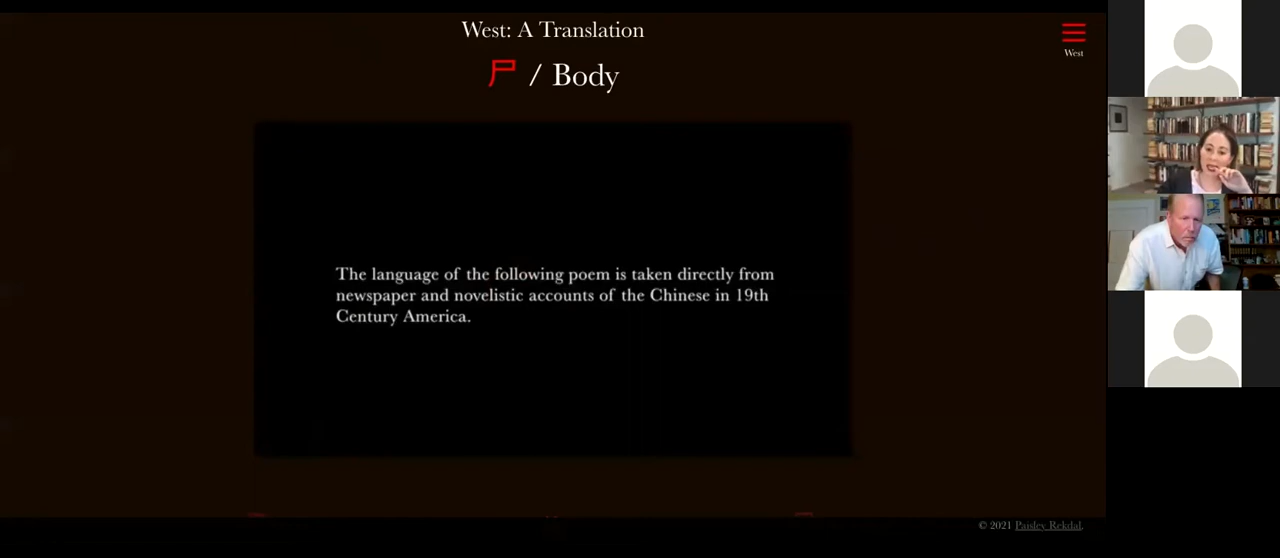 West: A Translation
尸 / Body
West
The language of the following poem is taken directly from
newspaper and novelistic accounts of the Chinese in 19th
Century America.
© 2021 Paisley Rekdal.